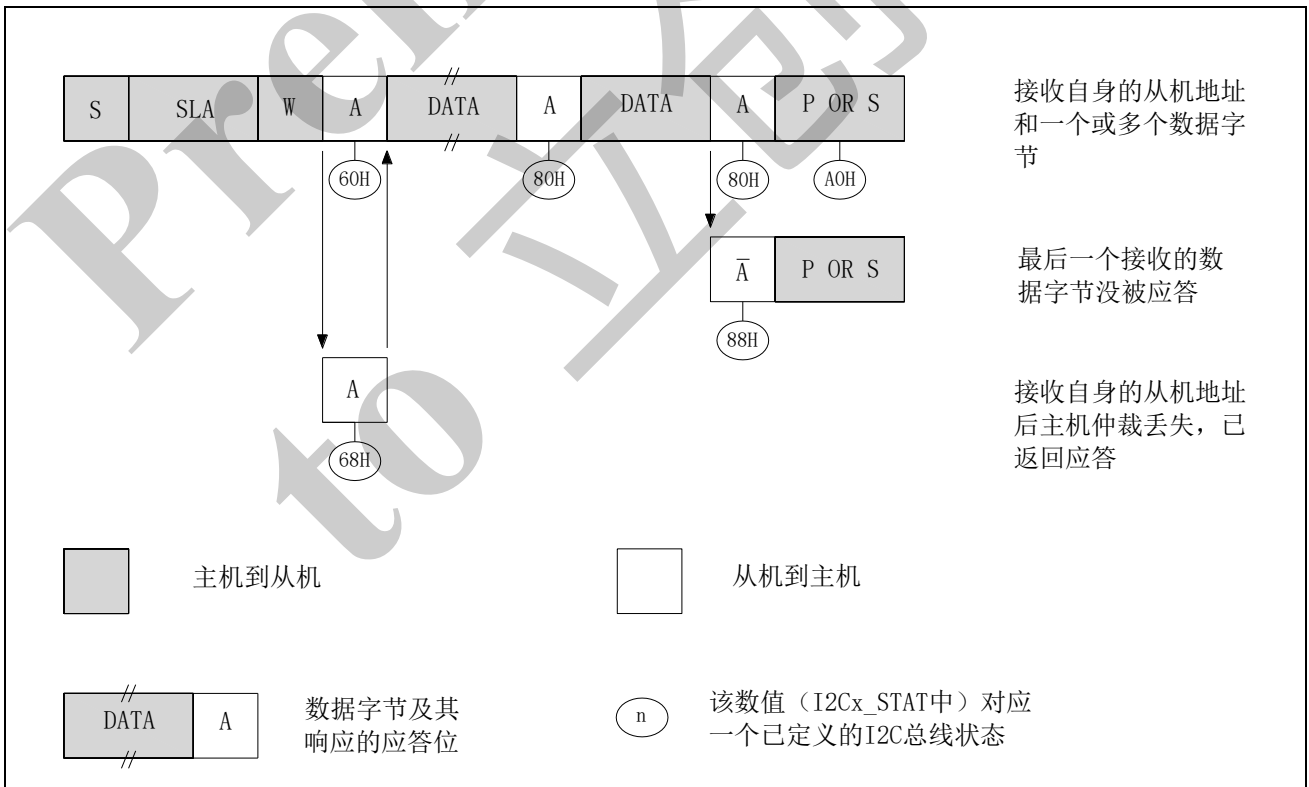 S SLA W A DATA A DATA A P OR S
60H 80H 80H A0H
接收自身的从机地址
和一个或多个数据字
节
A̅ P OR S
88H
最后一个接收的数
据字节没被应答
A
68H
接收自身的从机地址
后主机仲裁丢失，已
返回应答
主机到从机
从机到主机
DATA A
数据字节及其
响应的应答位
n
该数值（I2Cx_STAT中）对应
一个已定义的I2C总线状态
to 立创